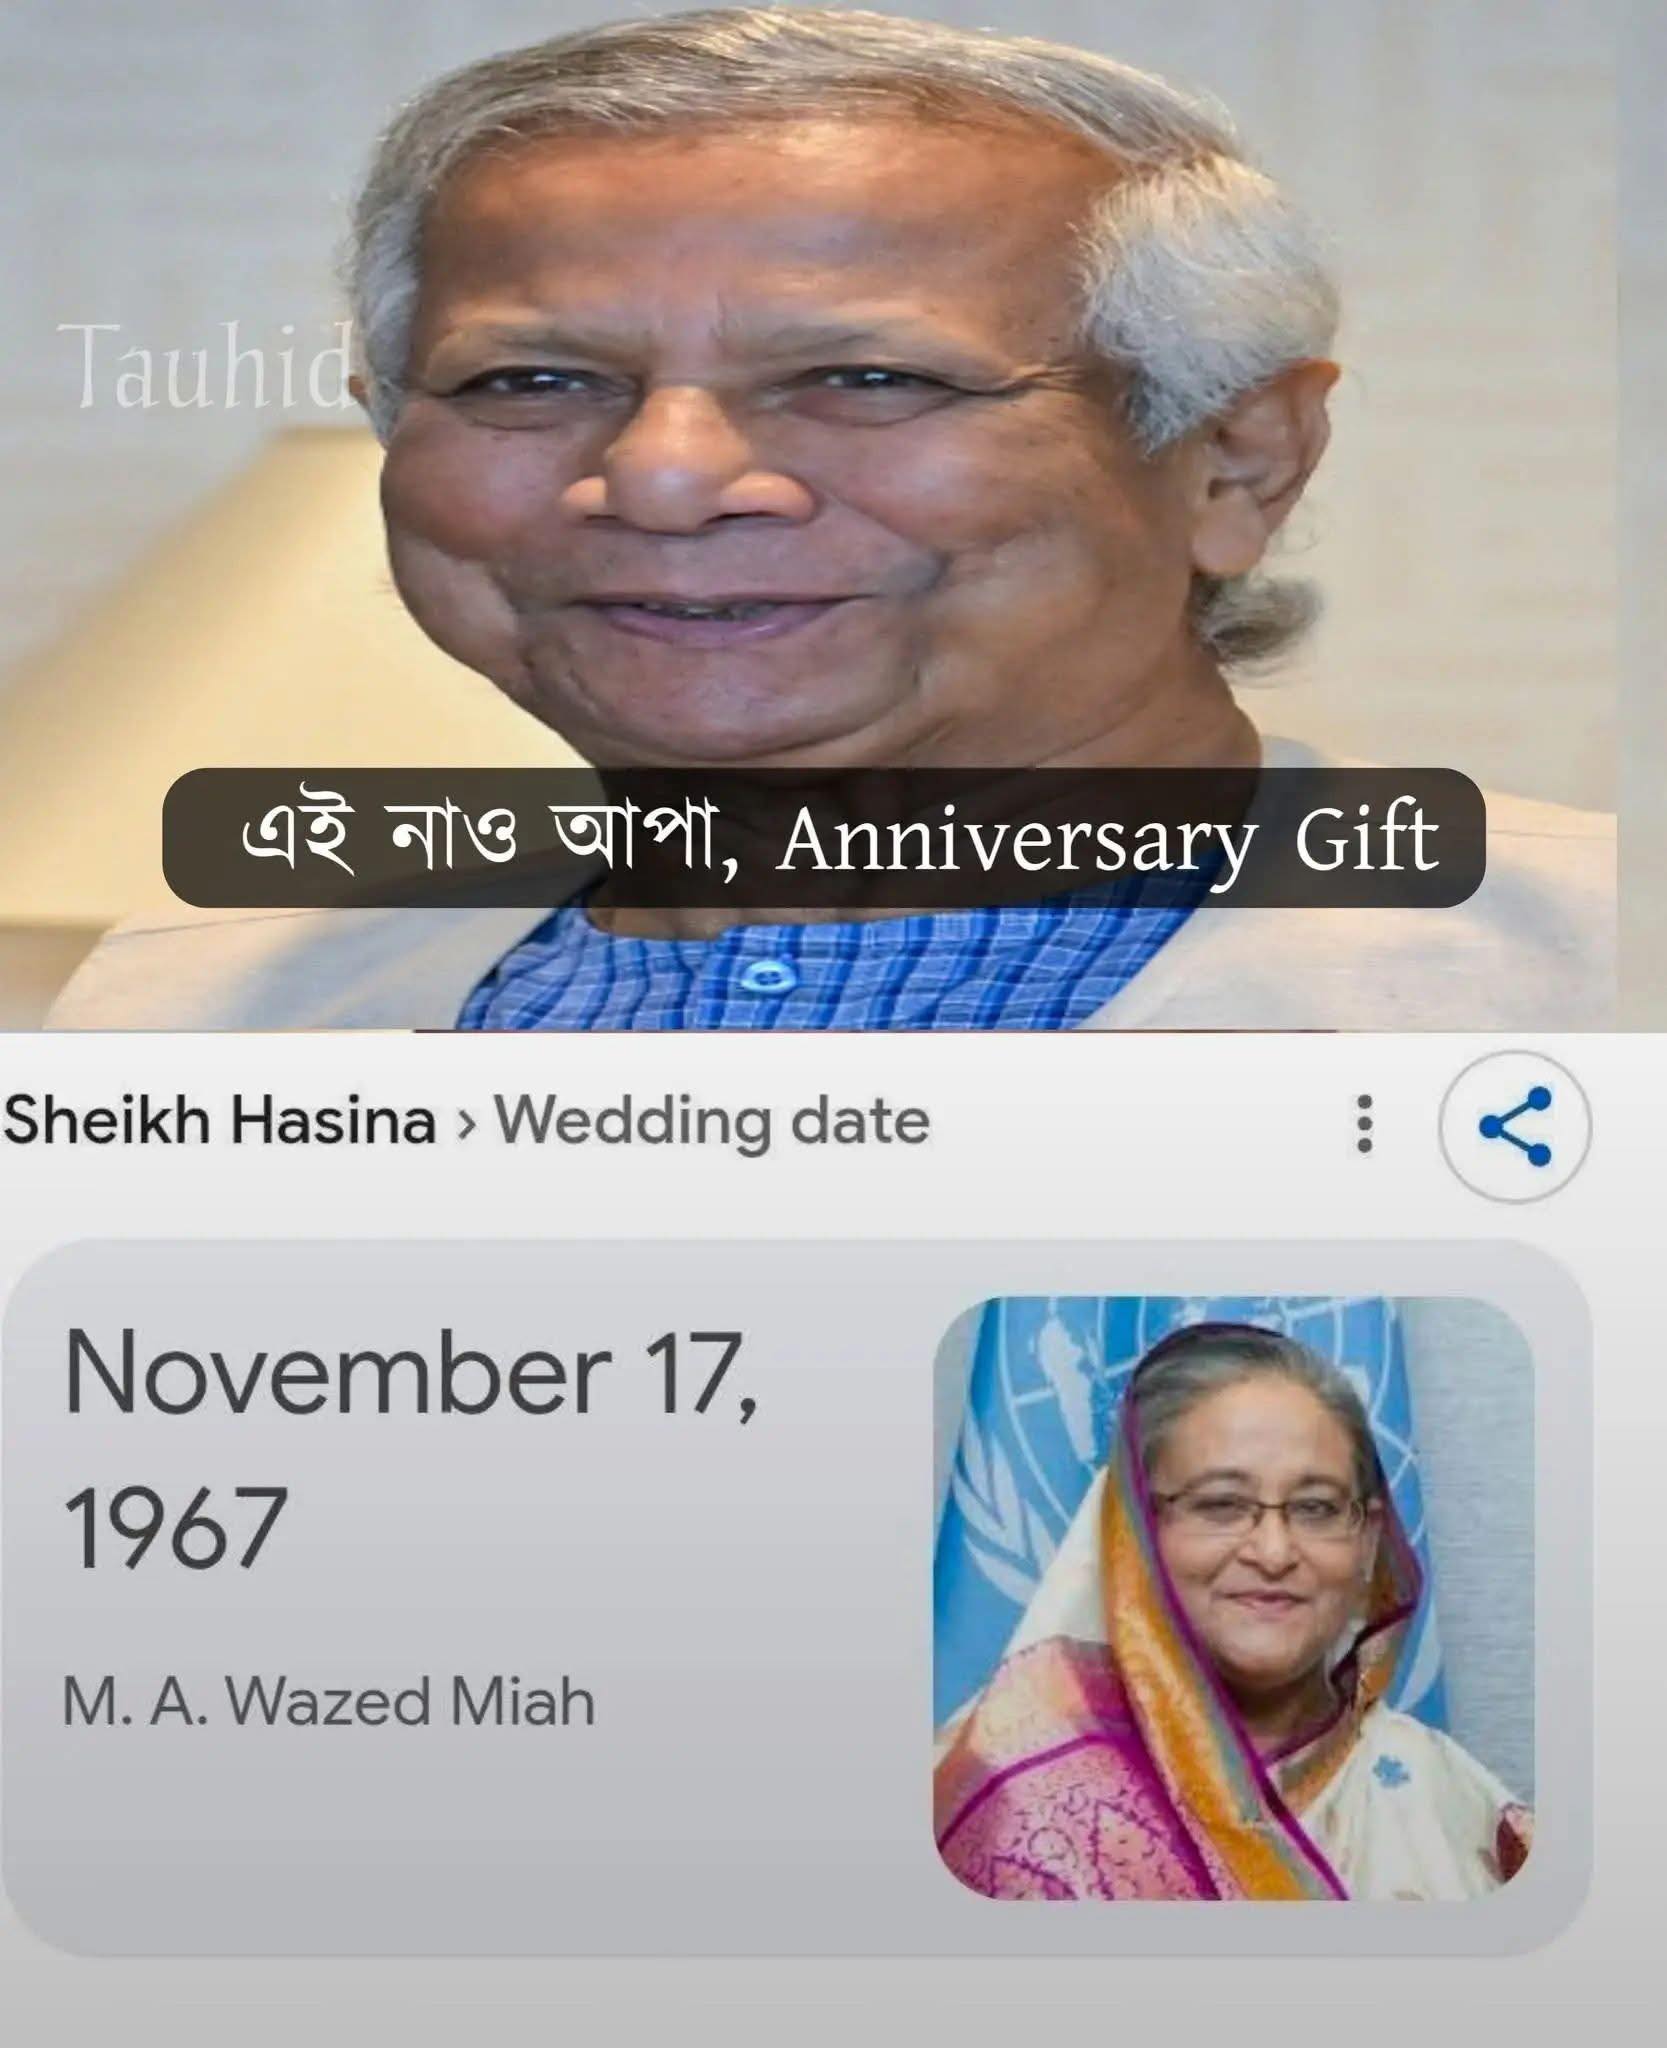 Tauhid
এই নাও আপা, Anniversary Gift
Sheikh Hasina › Wedding date
November 17,
1967
M. A. Wazed Miah